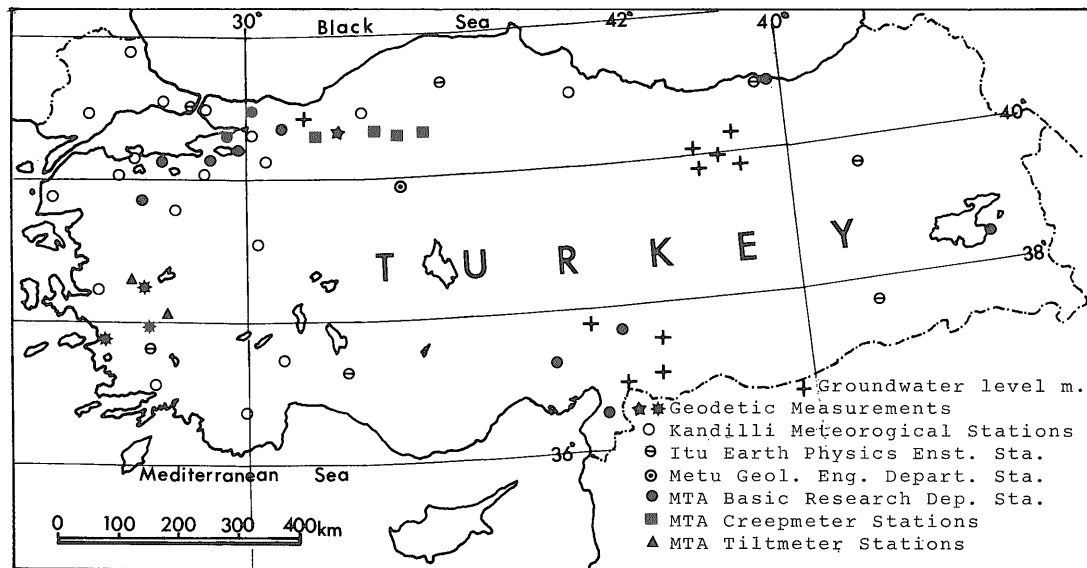 30°
42°
40°
Black Sea
40°
TURKEY
38°
36°
Mediterranean Sea
Groundwater level m.
Geodetic Measurements
Kandilli Meteorogical Stations
Itu Earth Physics Enst. Sta.
Metu Geol. Eng. Depart. Sta.
MTA Basic Research Dep. Sta.
MTA Creepmeter Stations
MTA Tiltmeter Stations
0 100 200 300 400km